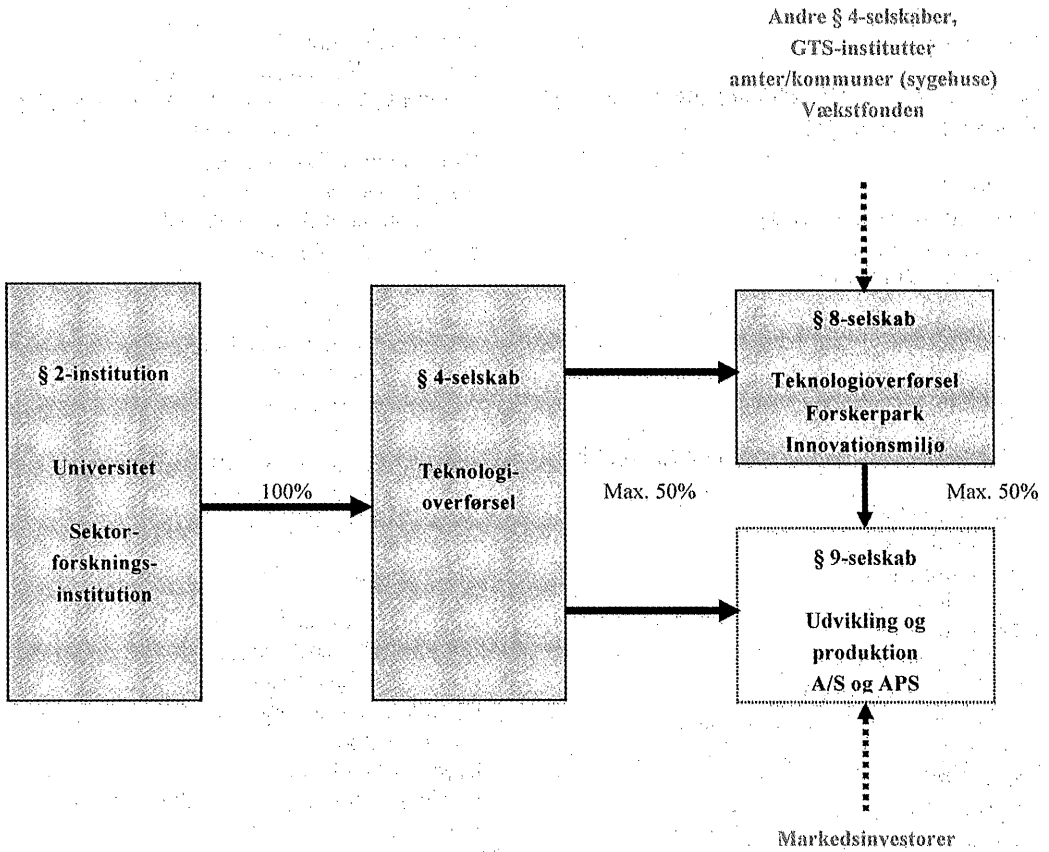 Andre § 4-selskaber,
GTS-institutter
amter/kommuner (sygehuse)
Vækstfonden
§ 2-institution
Universitet
Sektor-
forsknings-
institution
100%
§ 4-selskab
Teknologi-
overførsel
Max. 50%
§ 8-selskab
Teknologioverførsel
Forskerpark
Innovationsmiljø
Max. 50%
§ 9-selskab
Udvikling og
produktion
A/S og APS
Markedsinvestorer